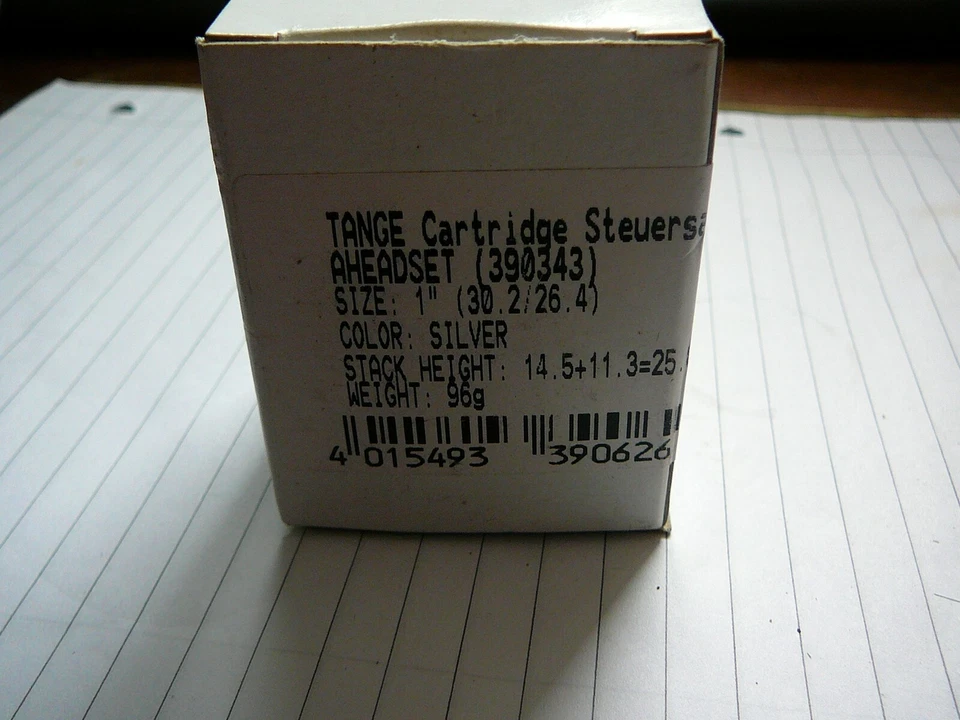 TANGE Cartridge Steuersa
AHEADSET (390343)
SIZE: 1" (30.2/26.4)
COLOR: SILVER
STACK HEIGHT: 14.5+11.3=25.
WEIGHT: 96g
4 015493 390626